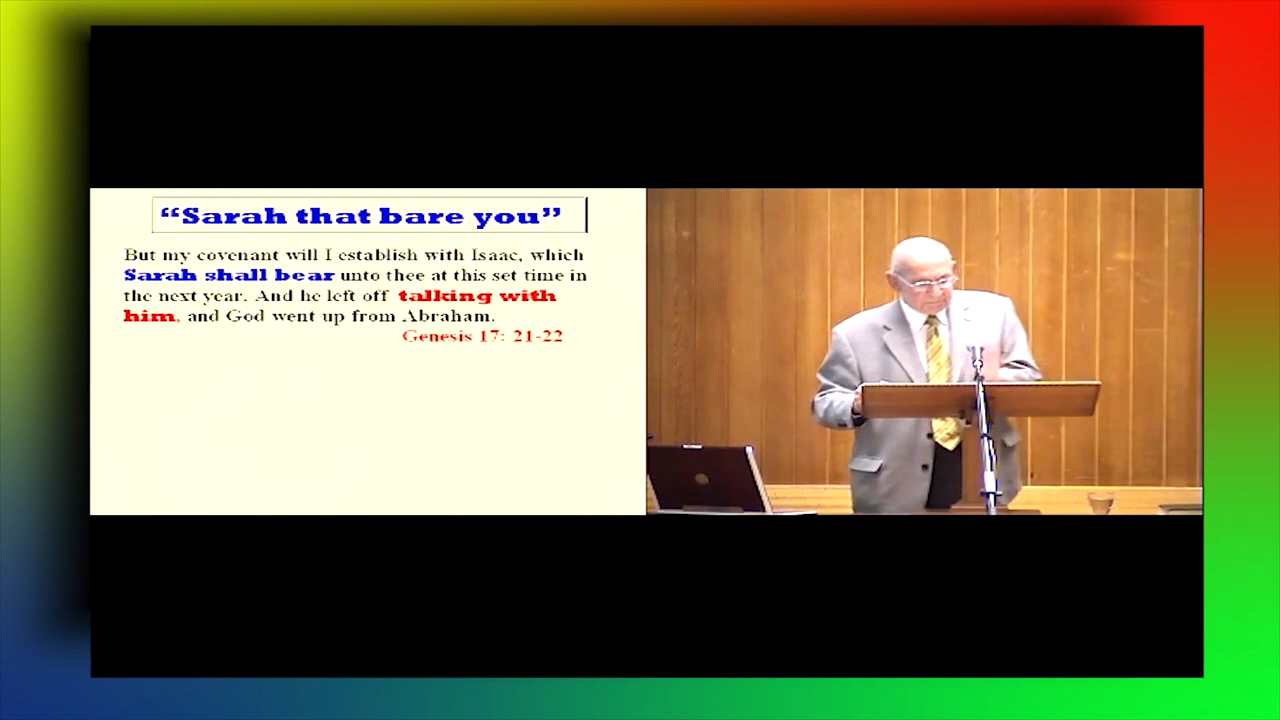 “Sarah that bare you”
But my covenant will I establish with Isaac, which
Sarah shall bear unto thee at this set time in
the next year. And he left off talking with
him, and God went up from Abraham.
Genesis 17: 21-22